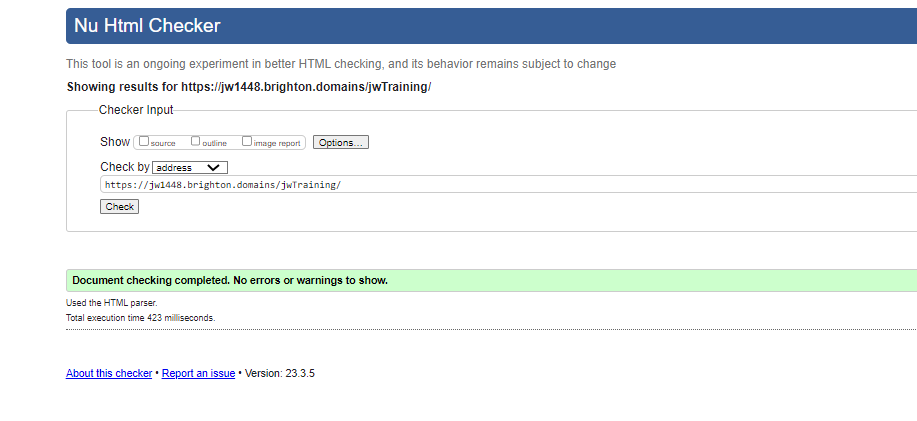 Nu Html Checker
This tool is an ongoing experiment in better HTML checking, and its behavior remains subject to change
Showing results for https://jw1448.brighton.domains/jwTraining/
Checker Input
Show source outline image report Options...
Check by address
https://jw1448.brighton.domains/jwTraining/
Check
Document checking completed. No errors or warnings to show.
Used the HTML parser.
Total execution time 423 milliseconds.
About this checker • Report an issue • Version: 23.3.5